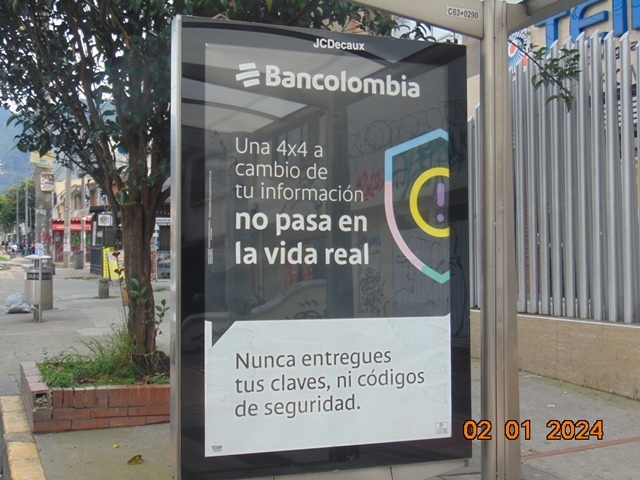 C63+0290
JCDecaux
Bancolombia
Una 4x4 a
cambio de
tu información
no pasa en
la vida real
Nunca entregues
tus claves, ni códigos
de seguridad.
02 01 2024